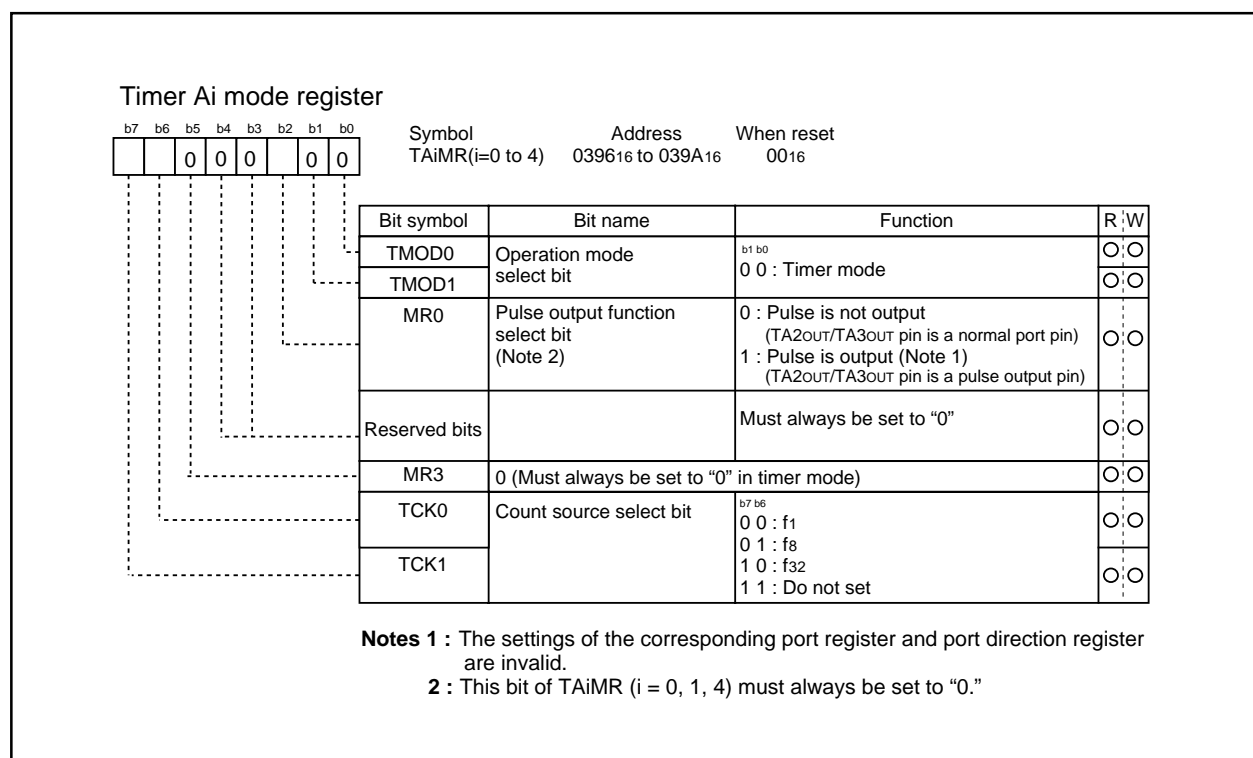 Timer Ai mode register
b7 b6 b5 b4 b3 b2 b1 b0
0 0 0 0 0
Symbol Address When reset
TAiMR(i=0 to 4) 039616 to 039A16 0016
Bit symbol Bit name Function R W
TMOD0
TMOD1
Operation mode
select bit
b1 b0
0 0 : Timer mode
MR0
Pulse output function
select bit
(Note 2)
0 : Pulse is not output
(TA2OUT/TA3OUT pin is a normal port pin)
1 : Pulse is output (Note 1)
(TA2OUT/TA3OUT pin is a pulse output pin)
Reserved bits
Must always be set to “0”
MR3 0 (Must always be set to “0” in timer mode)
TCK0
TCK1
Count source select bit
b7 b6
0 0 : f1
0 1 : f8
1 0 : f32
1 1 : Do not set
Notes 1 : The settings of the corresponding port register and port direction register
are invalid.
2 : This bit of TAiMR (i = 0, 1, 4) must always be set to “0.”